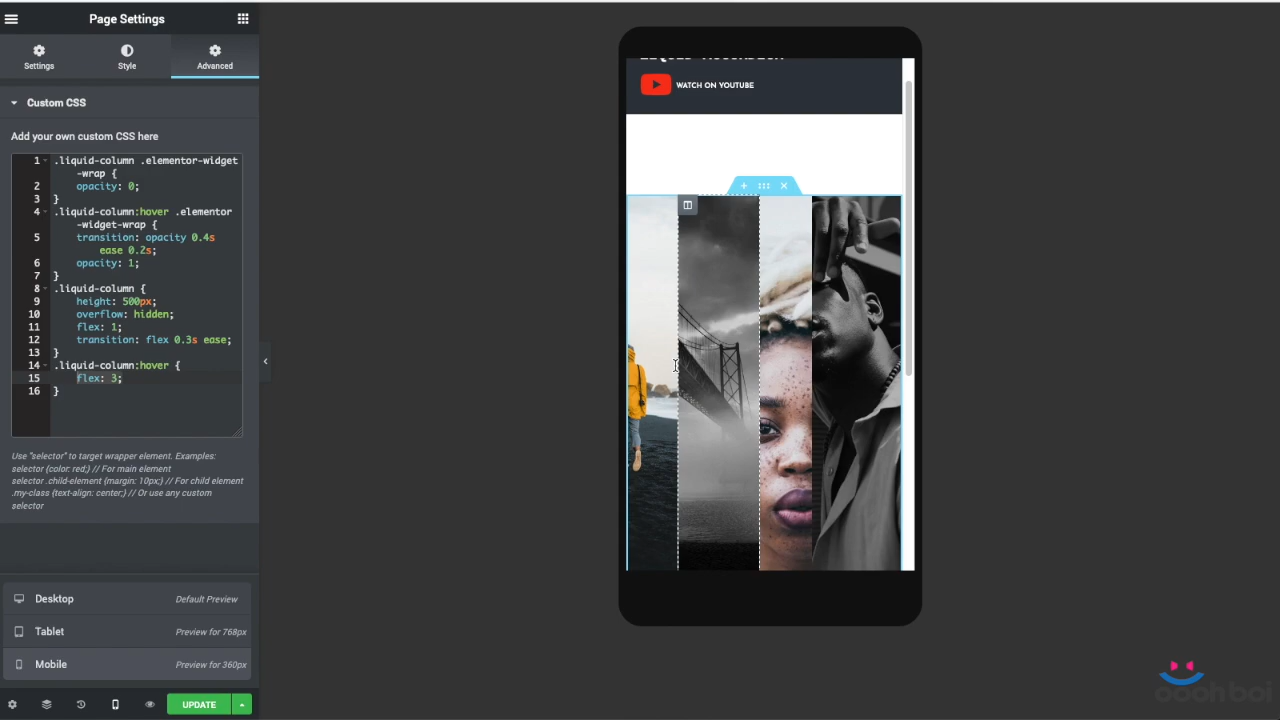 Page Settings
Settings
Style
Advanced
Custom CSS
Add your own custom CSS here
1 .liquid-column .elementor-widget
-wrap {
2 opacity: 0;
3 }
4 .liquid-column:hover .elementor
-widget-wrap {
5 transition: opacity 0.4s
ease 0.2s;
6 opacity: 1;
7 }
8 .liquid-column {
9 height: 500px;
10 overflow: hidden;
11 flex: 1;
12 transition: flex 0.3s ease;
13 }
14 .liquid-column:hover {
15 flex: 3;
16 }
Use "selector" to target wrapper element. Examples:
selector {color: red;} // For main element
selector .child-element {margin: 10px;} // For child element
.my-class {text-align: center;} // Or use any custom
selector
Desktop Default Preview
Tablet Preview for 768px
Mobile Preview for 360px
UPDATE
WATCH ON YOUTUBE
ooohboi